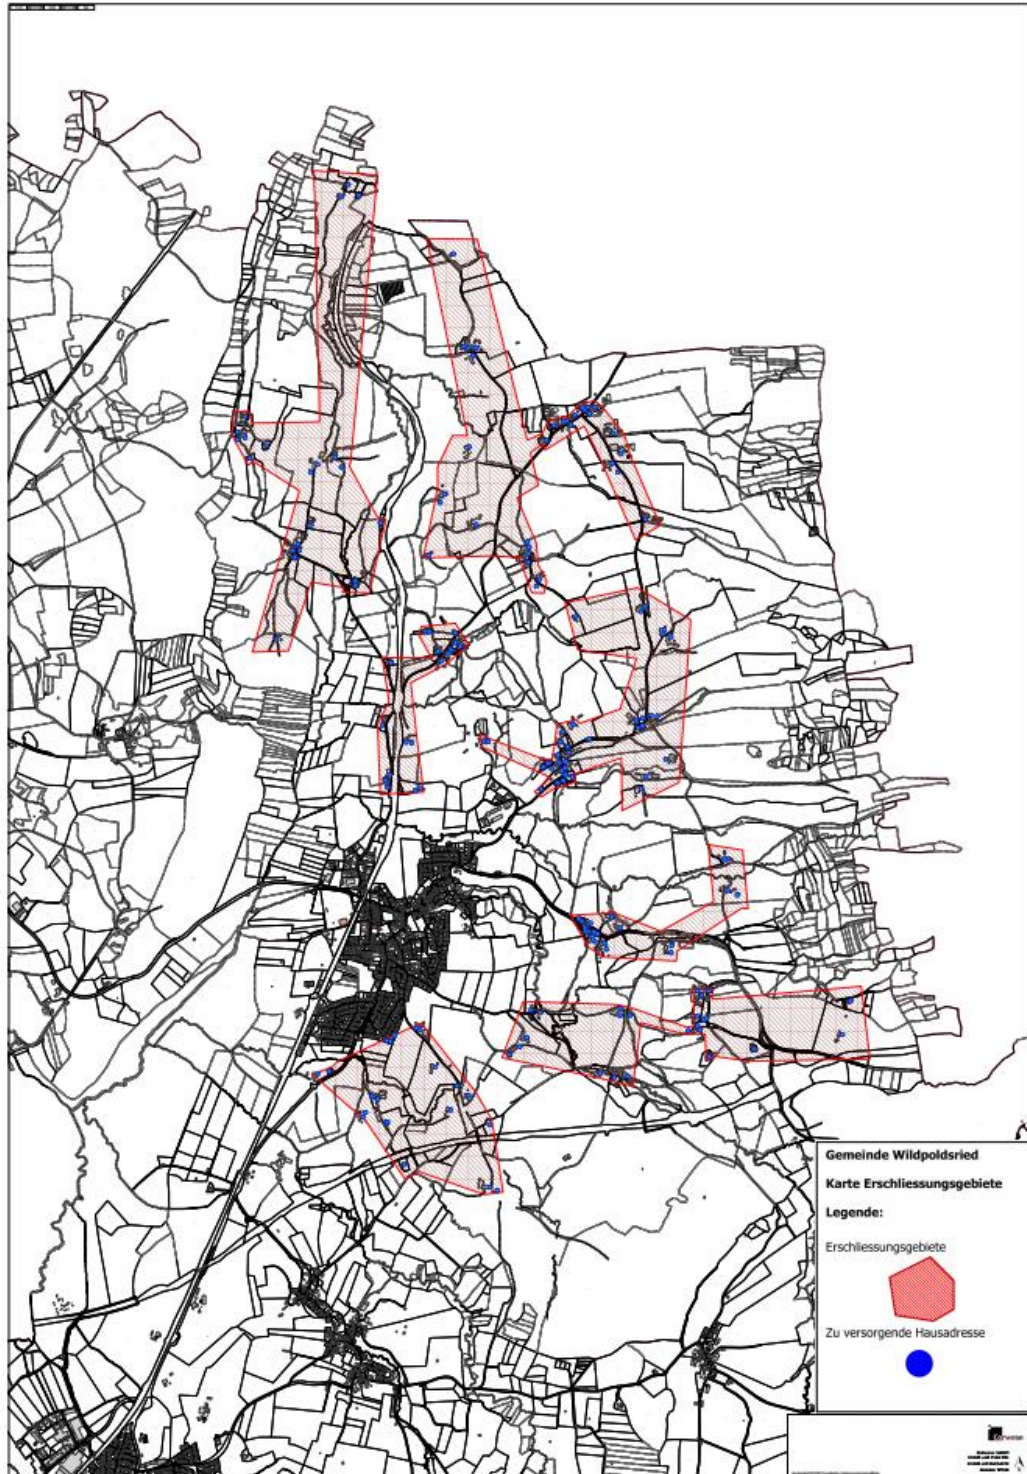 Gemeinde Wildpoldsried
Karte Erschliessungsgebiete
Legende:
Erschliessungsgebiete
Zu versorgende Hausadresse